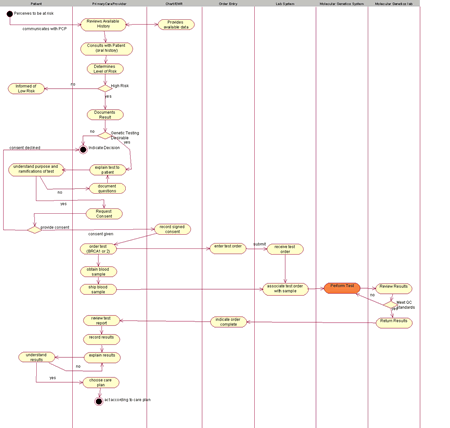 Patient
PrimaryCareProvider
Chart/EMR
Order Entry
Lab System
Molecular Genetics System
Molecular Genetics lab
Perceives to be at risk
communicates with PCP
Reviews Available
History
Provides
available data
Consults with Patient
(oral history)
Determines
Level of Risk
no
High Risk
Informed of
Low-Risk
yes
Documents
Result
no
Genetic Testing
Desirable
yes
consent declined
Indicate Decision
understand purpose and
ramifications of test
explain test to
patient
no
document
questions
yes
Request
Consent
provide consent
record signed
consent
consent given
order test
(BRCA1 or 2)
enter test order
submit
receive test
order
obtain blood
sample
ship blood
sample
associate test order
with sample
Perform Test
Review Results
no
Meet QC
Standards
yes
review test
report
indicate order
complete
Return Results
record results
understand
results
explain results
no
yes
choose care
plan
act according to care plan